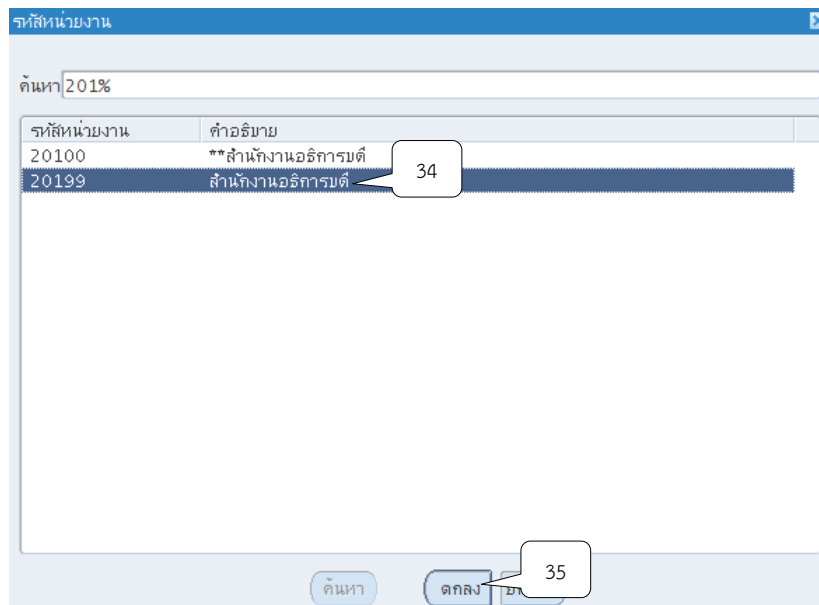 รหัสหน่วยงาน
ค้นหา 201%
รหัสหน่วยงาน คำอธิบาย
20100 **สำนักงานอธิการบดี
34
20199 สำนักงานอธิการบดี
35
ค้นหา ตกลง